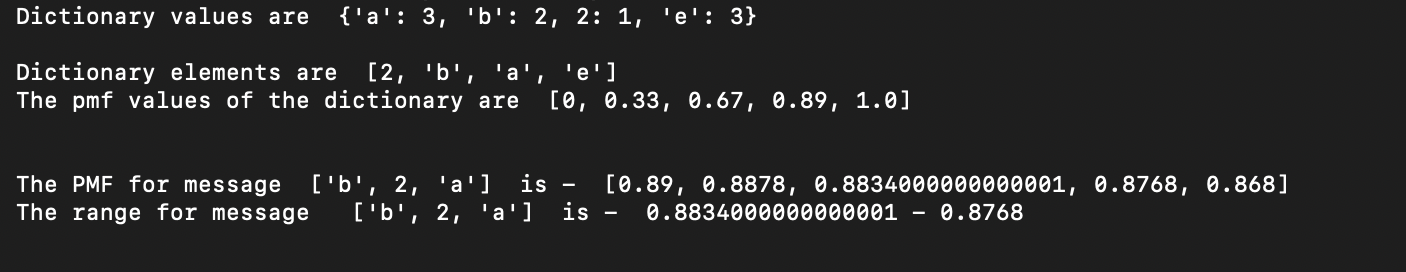 Dictionary values are  {'a': 3, 'b': 2, 2: 1, 'e': 3}
Dictionary elements are  [2, 'b', 'a', 'e']
The pmf values of the dictionary are  [0, 0.33, 0.67, 0.89, 1.0]
The PMF for message  ['b', 2, 'a']  is –  [0.89, 0.8878, 0.8834000000000001, 0.8768, 0.868]
The range for message   ['b', 2, 'a']  is –  0.8834000000000001 – 0.8768